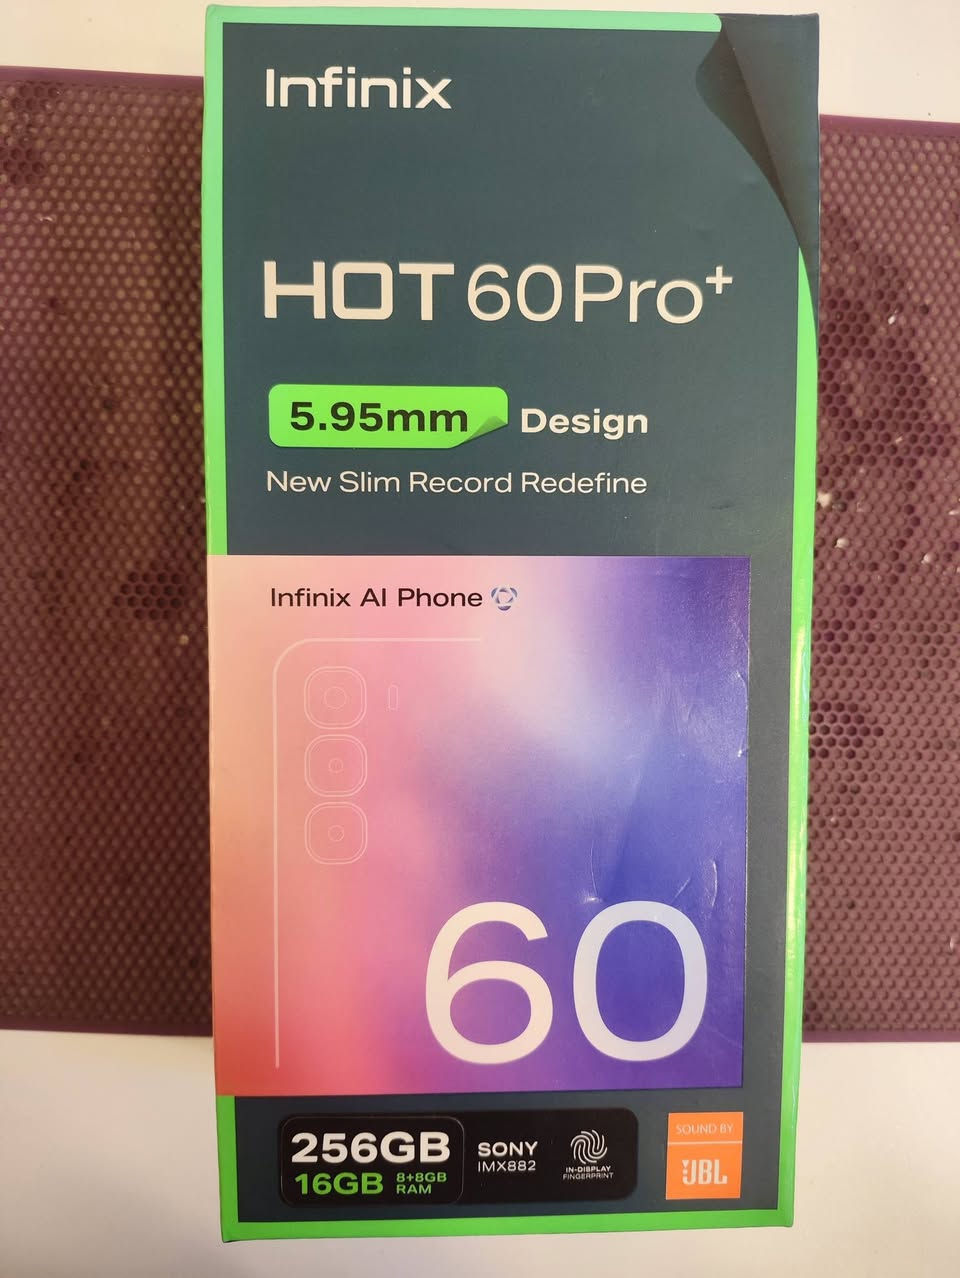 Infinix
HOT 60 Pro+
5.95mm Design
New Slim Record Redefine
Infinix AI Phone
60
256GB
16GB 8+8GB RAM
SONY
IMX882
IN-DISPLAY
FINGERPRINT
SOUND BY
JBL